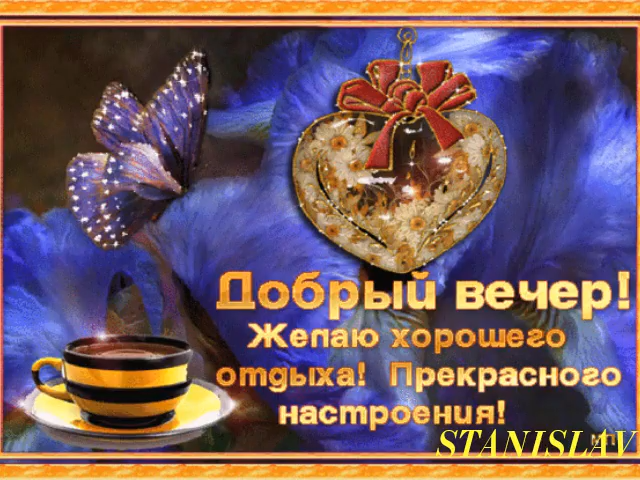 Добрый вечер!
Желаю хорошего
отдыха! Прекрасного
настроения!
STANISLAV